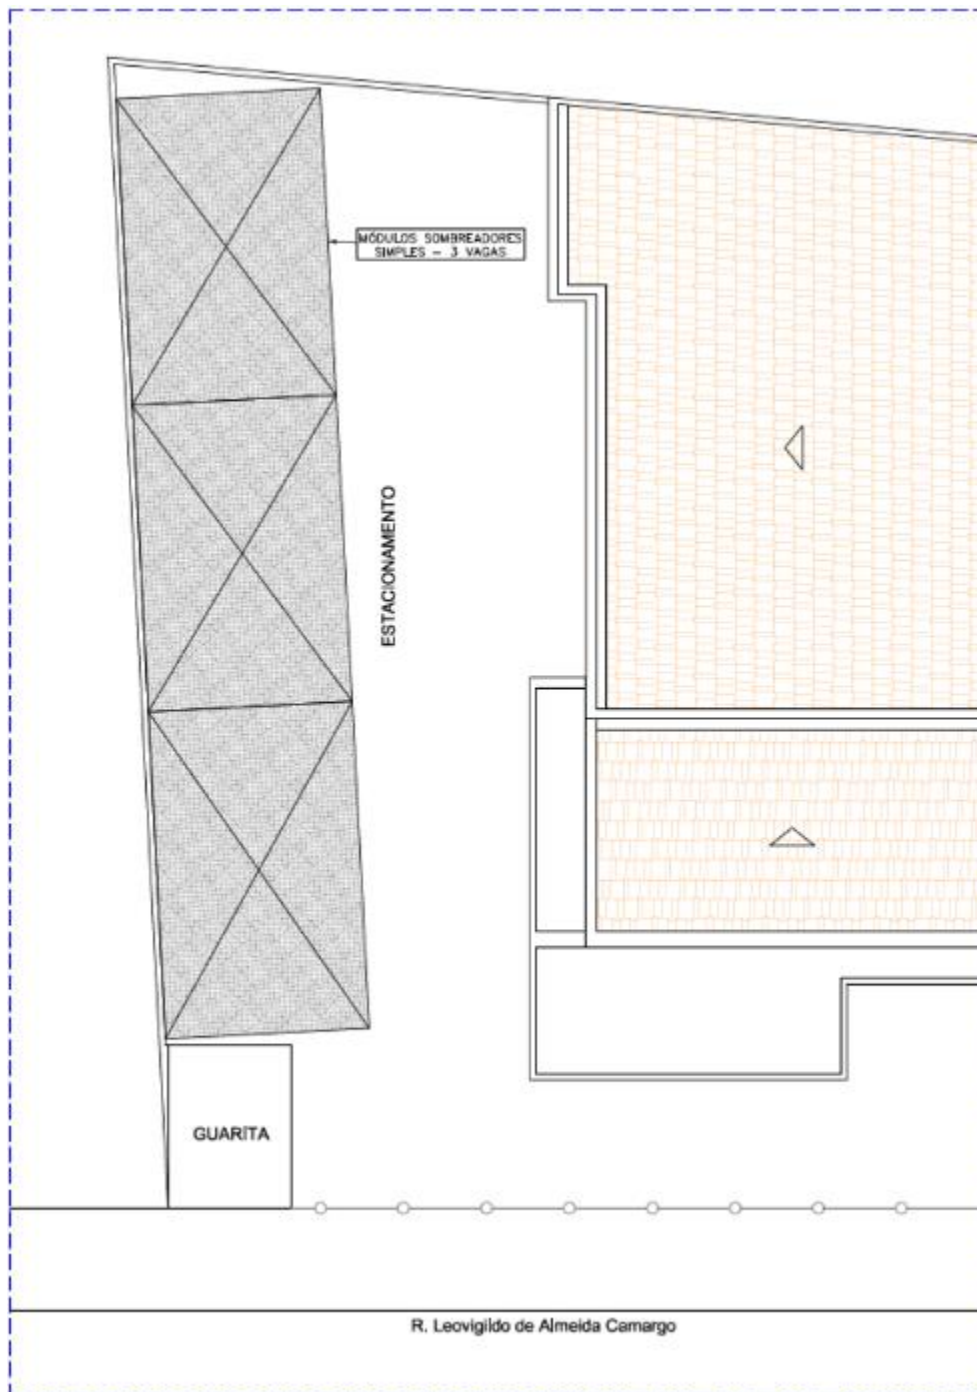 MÓDULOS SOMBREADORES
SIMPLES – 3 VAGAS
ESTACIONAMENTO
GUARITA
R. Leovigildo de Almeida Camargo